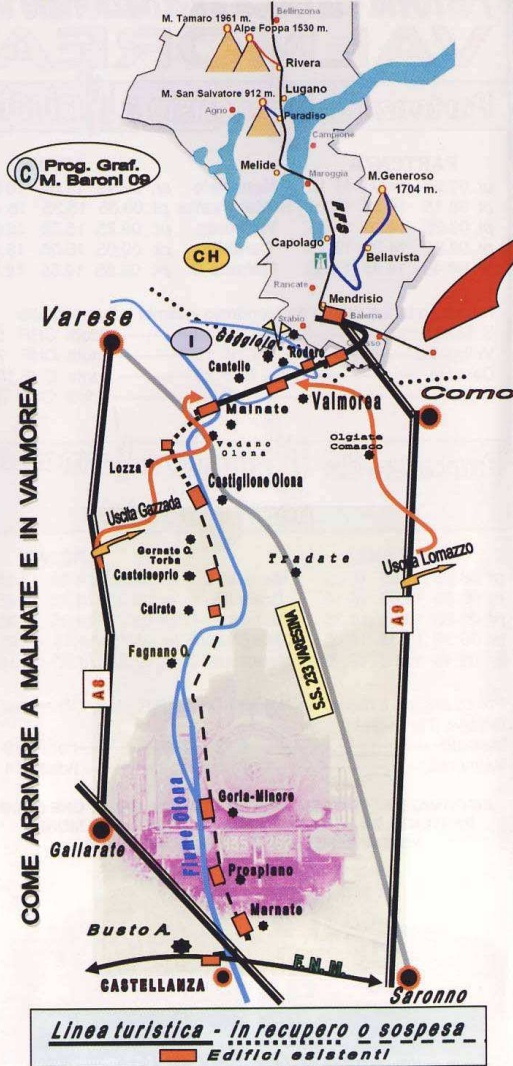 Bellinzona
M. Tamaro 1961 m.
Alpe Foppa 1530 m.
Rivera
Lugano
M. San Salvatore 912 m.
Agno
Paradiso
Campione
Melide
Maroggia
M.Generoso
1704 m.
C Prog. Graf.
M. Baroni 09
FFS
CH
Capolago
Bellavista
Rancate
Mendrisio
Stabio
Balerna
Varese
I
Gaggiolo
Rodero
Cantello
Como
Malnate
Valmorea
Vedano
Olona
Olgiate
Comasco
Lozza
Castiglione Olona
Uscita Gazzada
Gornate O.
Torba
Tradate
Uscita Lomazzo
Castelseprio
Cairate
A9
A8
Fagnano O.
S.S. 233 VARESINA
COME ARRIVARE A MALNATE E IN VALMOREA
Fiume Olona
Gorla-Minore
Gallarate
Prospiano
Marnate
Busto A.
F.N.M.
CASTELLANZA
Saronno
Linea turistica - in recupero o sospesa
Edifici esistenti